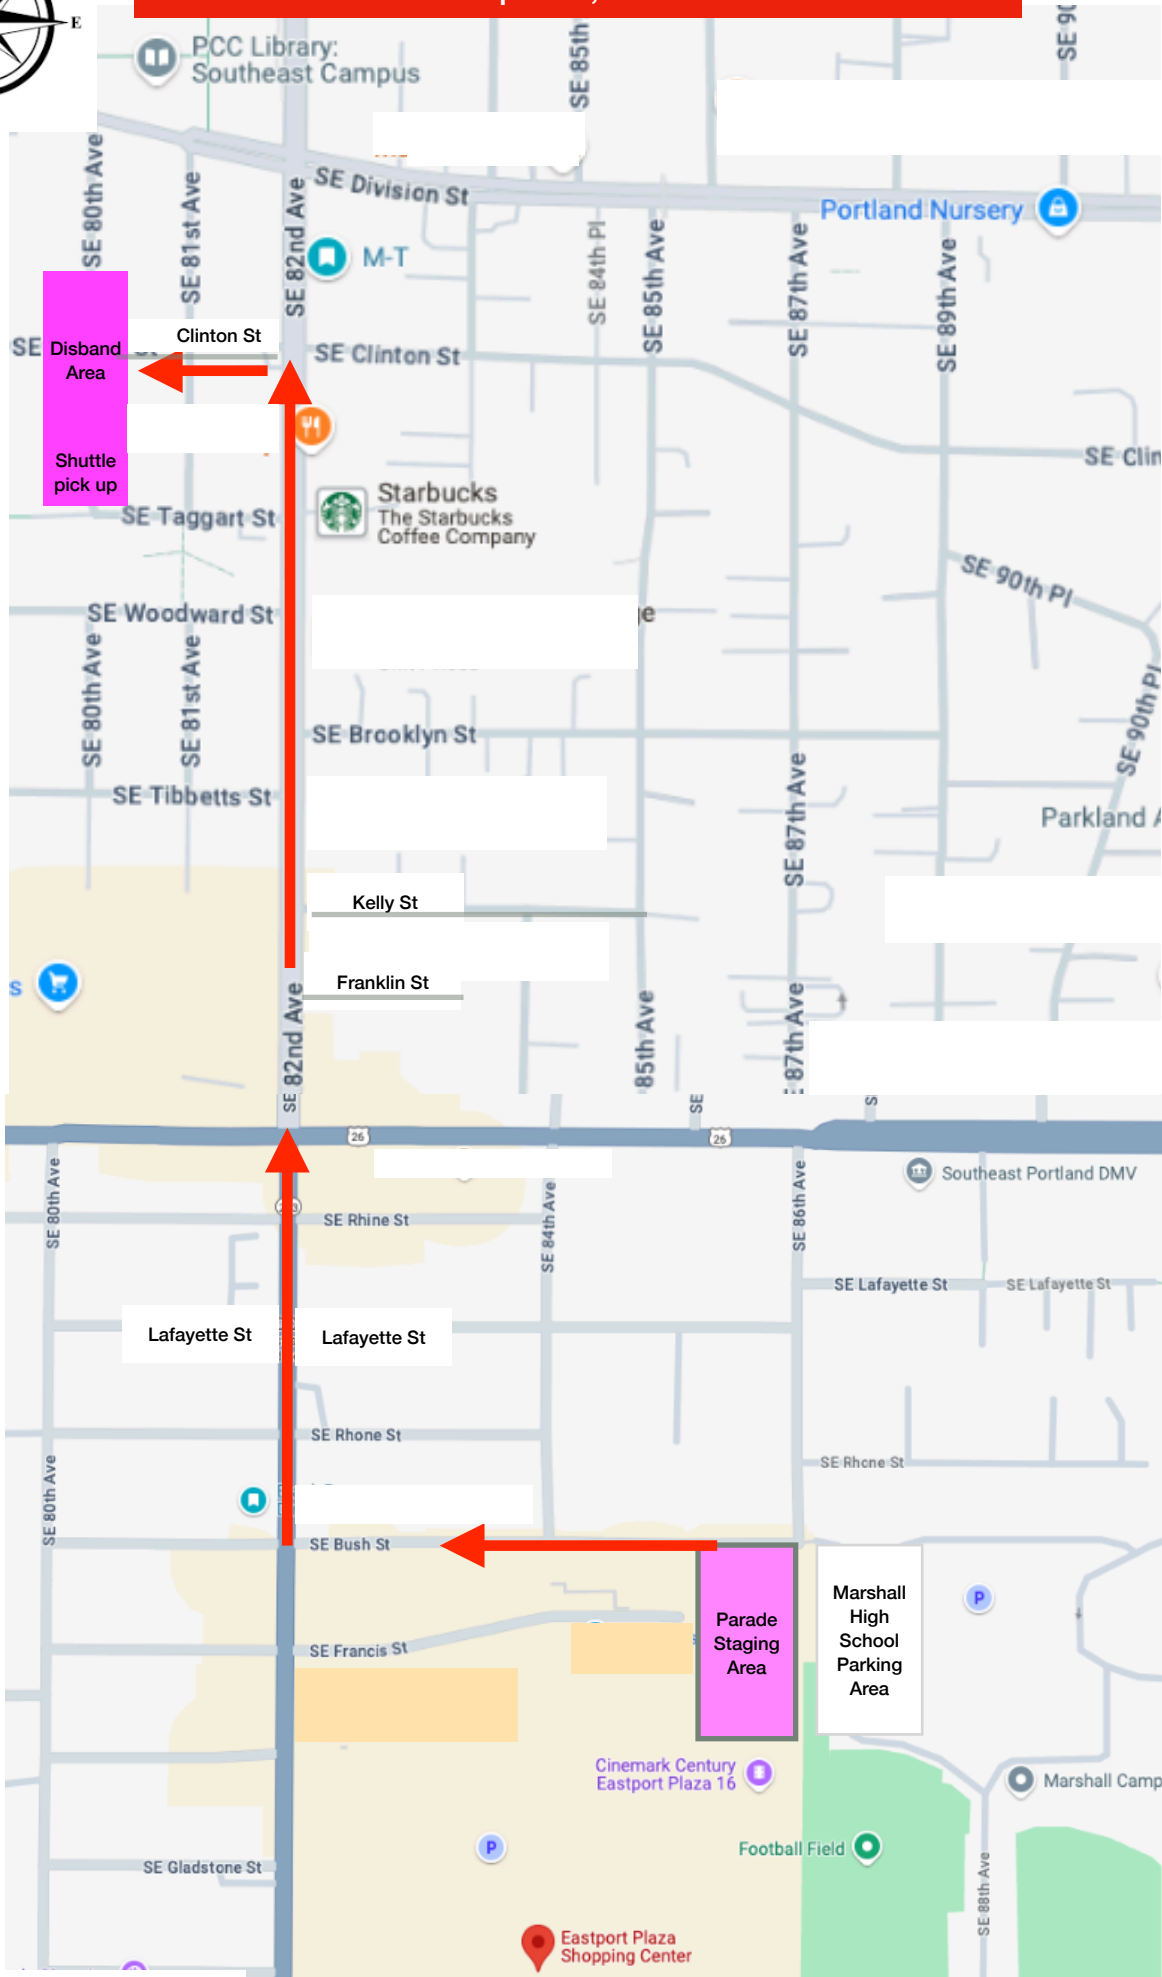 E
PCC Library:
Southeast Campus
SE 85th
SE 90
SE 80th Ave
SE 81st Ave
SE 82nd Ave
SE Division St
Portland Nursery
M-T
SE 84th Pl
SE 85th Ave
SE 87th Ave
SE 89th Ave
SE
Disband
Area
Clinton St
SE Clinton St
SE Clin
Shuttle
pick up
Starbucks
The Starbucks
Coffee Company
SE Taggart St
SE 90th Pl
SE Woodward St
SE 80th Ave
SE 81st Ave
SE 90th Pl
SE Brooklyn St
SE Tibbetts St
SE 87th Ave
Parkland A
Kelly St
Franklin St
s
SE 82nd Ave
85th Ave
87th Ave
SE
26
26
SE 80th Ave
SE 84th Ave
SE 86th Ave
Southeast Portland DMV
SE Rhine St
SE Lafayette St
SE Lafayette St
Lafayette St
Lafayette St
SE Rhone St
SE Rhone St
SE 80th Ave
SE Bush St
SE Francis St
Parade
Staging
Area
Marshall
High
School
Parking
Area
P
Cinemark Century
Eastport Plaza 16
Marshall Camp
P
Football Field
SE Gladstone St
SE 88th Ave
Eastport Plaza
Shopping Center